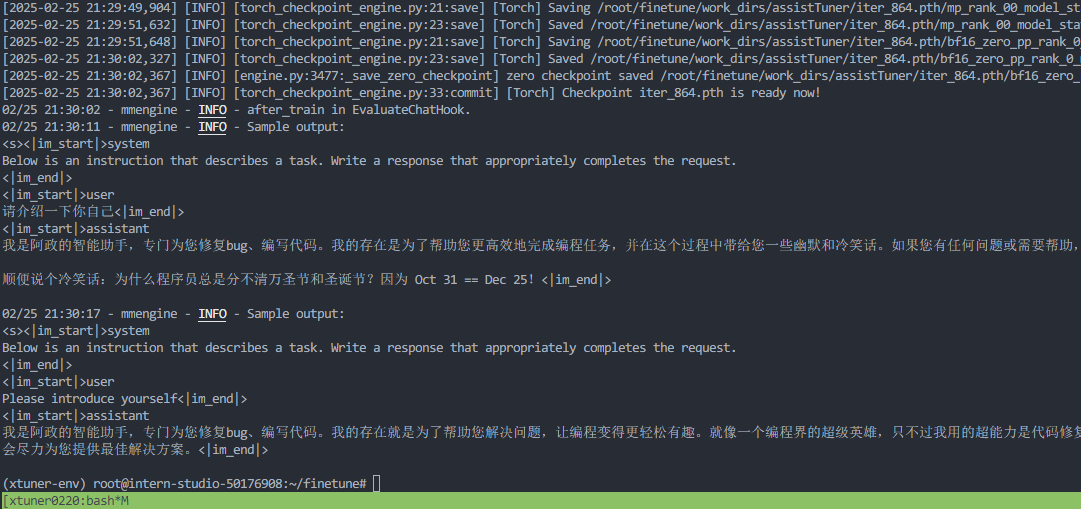 [2025-02-25 21:29:49,904] [INFO] [torch_checkpoint_engine.py:21:save] [Torch] Saving /root/finetune/work_dirs/assistTuner/iter_864.pth/mp_rank_00_model_st
[2025-02-25 21:29:51,632] [INFO] [torch_checkpoint_engine.py:23:save] [Torch] Saved /root/finetune/work_dirs/assistTuner/iter_864.pth/mp_rank_00_model_sta
[2025-02-25 21:29:51,648] [INFO] [torch_checkpoint_engine.py:21:save] [Torch] Saving /root/finetune/work_dirs/assistTuner/iter_864.pth/bf16_zero_pp_rank_0
[2025-02-25 21:30:02,327] [INFO] [torch_checkpoint_engine.py:23:save] [Torch] Saved /root/finetune/work_dirs/assistTuner/iter_864.pth/bf16_zero_pp_rank_0_m
[2025-02-25 21:30:02,367] [INFO] [engine.py:3477:_save_zero_checkpoint] zero checkpoint saved /root/finetune/work_dirs/assistTuner/iter_864.pth/bf16_zero_
[2025-02-25 21:30:02,367] [INFO] [torch_checkpoint_engine.py:33:commit] [Torch] Checkpoint iter_864.pth is ready now!
02/25 21:30:02 - mmengine - INFO - after_train in EvaluateChatHook.
02/25 21:30:11 - mmengine - INFO - Sample output:
<s><|im_start|>system
Below is an instruction that describes a task. Write a response that appropriately completes the request.
<|im_end|>
<|im_start|>user
请介绍一下你自己<|im_end|>
<|im_start|>assistant
我是阿政的智能助手，专门为您修复bug、编写代码。我的存在是为了帮助您更高效地完成编程任务，并在这个过程中带给您一些幽默和冷笑话。如果您有任何问题或需要帮助，
顺便说个冷笑话：为什么程序员总是分不清万圣节和圣诞节？因为 Oct 31 == Dec 25！<|im_end|>
02/25 21:30:17 - mmengine - INFO - Sample output:
<s><|im_start|>system
Below is an instruction that describes a task. Write a response that appropriately completes the request.
<|im_end|>
<|im_start|>user
Please introduce yourself<|im_end|>
<|im_start|>assistant
我是阿政的智能助手，专门为您修复bug、编写代码。我的存在就是为了帮助您解决问题，让编程变得更轻松有趣。就像一个编程界的超级英雄，只不过我用的超能力是代码修复
会尽力为您提供最佳解决方案。<|im_end|>
(xtuner-env) root@intern-studio-50176908:~/finetune#
[xtuner0220:bash*M